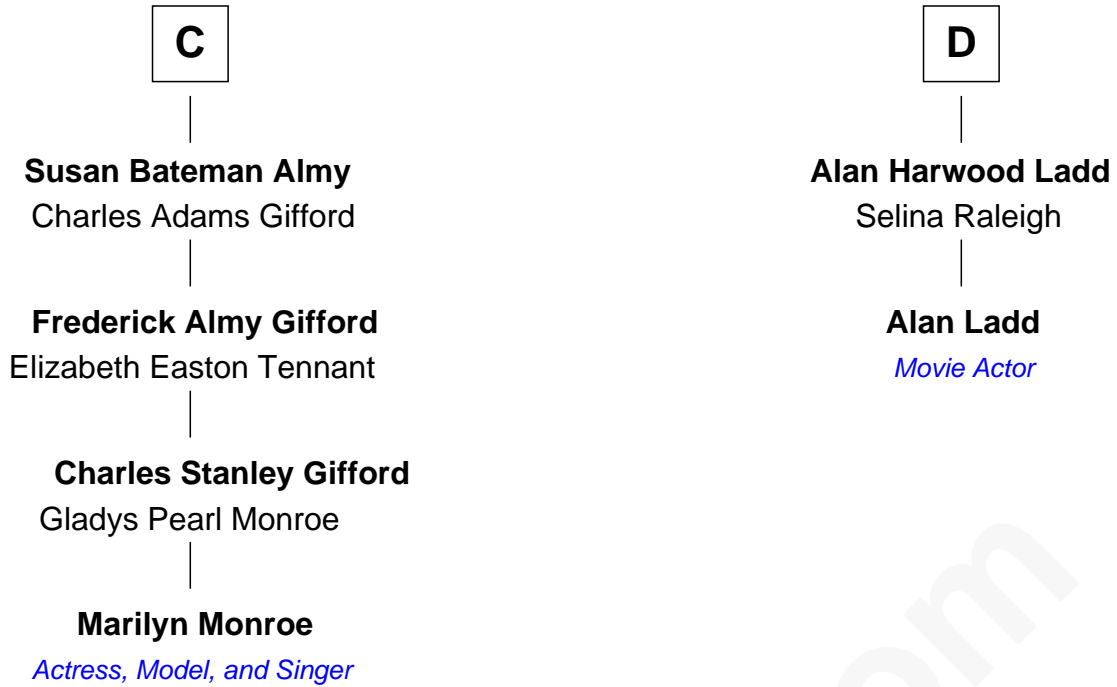 C
Susan Bateman Almy
Charles Adams Gifford
Frederick Almy Gifford
Elizabeth Easton Tennant
Charles Stanley Gifford
Gladys Pearl Monroe
Marilyn Monroe
Actress, Model, and Singer
D
Alan Harwood Ladd
Selina Raleigh
Alan Ladd
Movie Actor
om